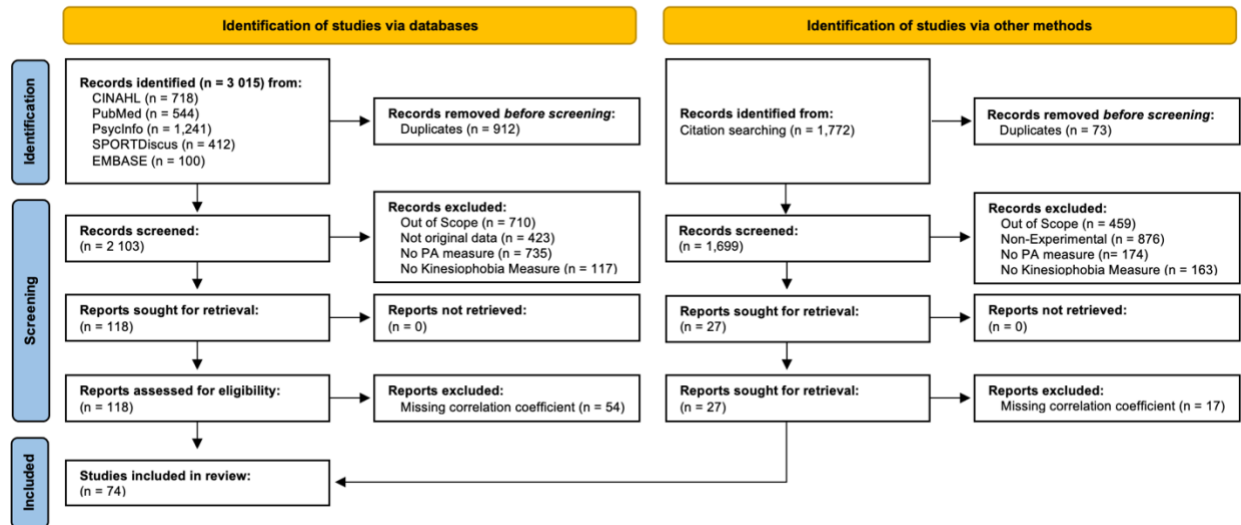 Identification of studies via databases
Identification of studies via other methods
Identification
Records identified (n = 3 015) from:
CINAHL (n = 718)
PubMed (n = 544)
PsycInfo (n = 1,241)
SPORTDiscus (n = 412)
EMBASE (n = 100)
Records removed before screening:
Duplicates (n = 912)
Records identified from:
Citation searching (n = 1,772)
Records removed before screening:
Duplicates (n = 73)
Screening
Records screened:
(n = 2 103)
Records excluded:
Out of Scope (n = 710)
Not original data (n = 423)
No PA measure (n = 735)
No Kinesiophobia Measure (n = 117)
Records screened:
(n = 1,699)
Records excluded:
Out of Scope (n = 459)
Non-Experimental (n = 876)
No PA measure (n= 174)
No Kinesiophobia Measure (n = 163)
Reports sought for retrieval:
(n = 118)
Reports not retrieved:
(n = 0)
Reports sought for retrieval:
(n = 27)
Reports not retrieved:
(n = 0)
Reports assessed for eligibility:
(n = 118)
Reports excluded:
Missing correlation coefficient (n = 54)
Reports sought for retrieval:
(n = 27)
Reports excluded:
Missing correlation coefficient (n = 17)
Included
Studies included in review:
(n = 74)